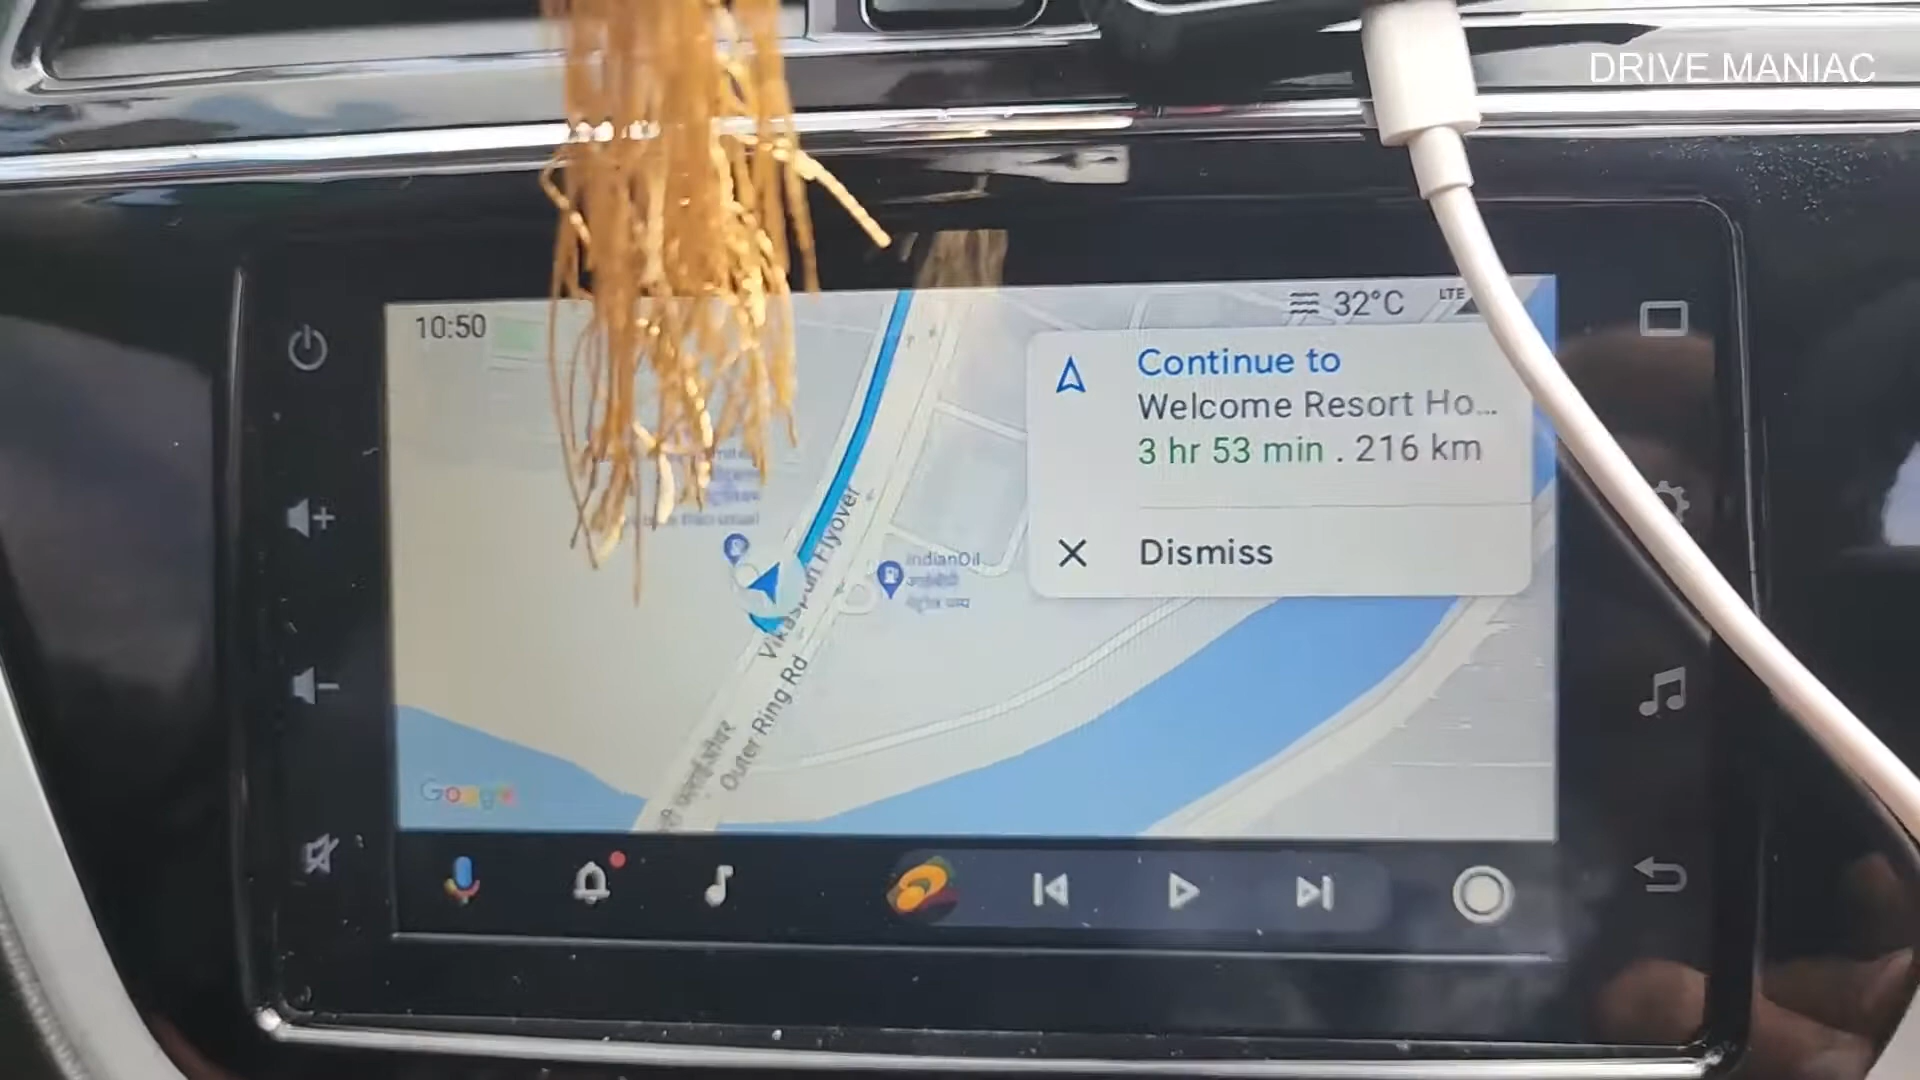 DRIVE MANIAC
10:50
32°C
LTE
Continue to
Welcome Resort Ho...
3 hr 53 min . 216 km
Dismiss
IndianOil
Vikaspuri Flyover
Outer Ring Rd
Google